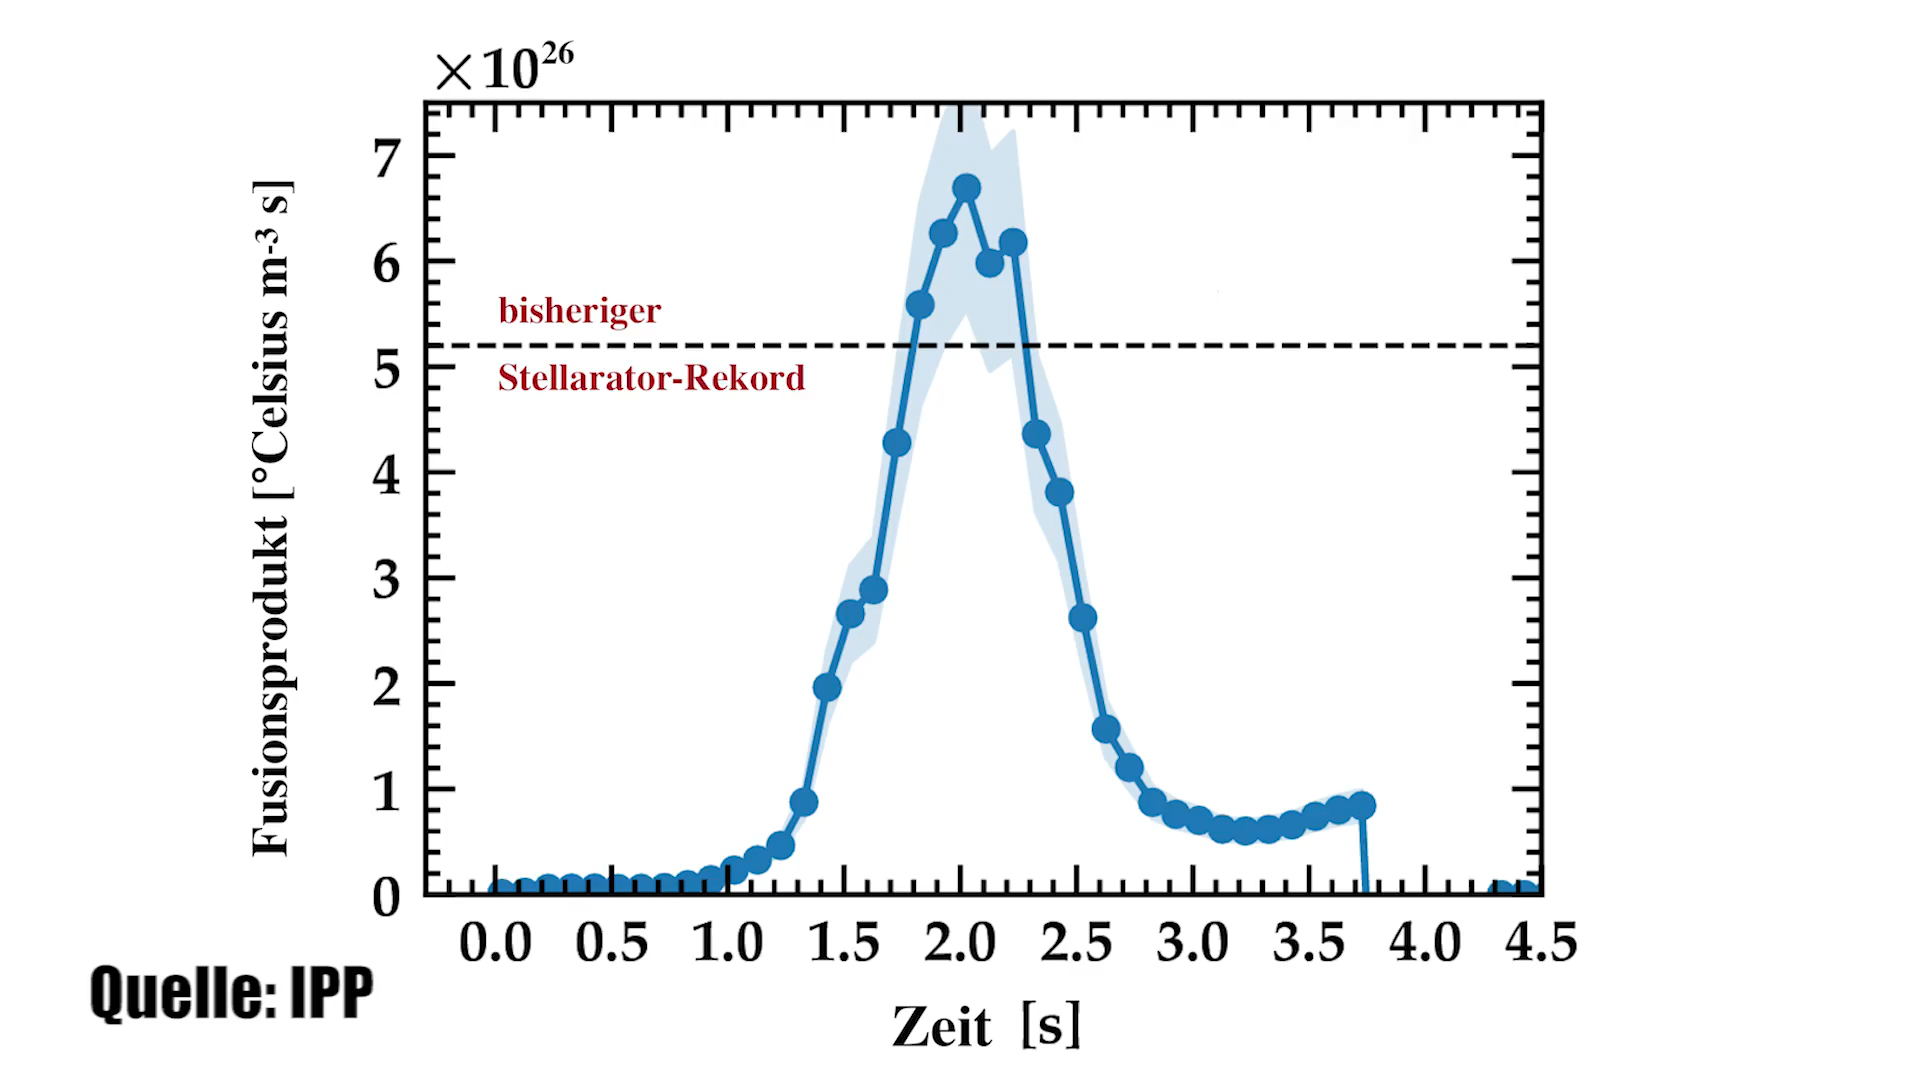 ×10²⁶
Fusionsprodukt [°Celsius m⁻³ s]
7
6
5
4
3
2
1
0
bisheriger
Stellarator-Rekord
0.0 0.5 1.0 1.5 2.0 2.5 3.0 3.5 4.0 4.5
Zeit [s]
Quelle: IPP